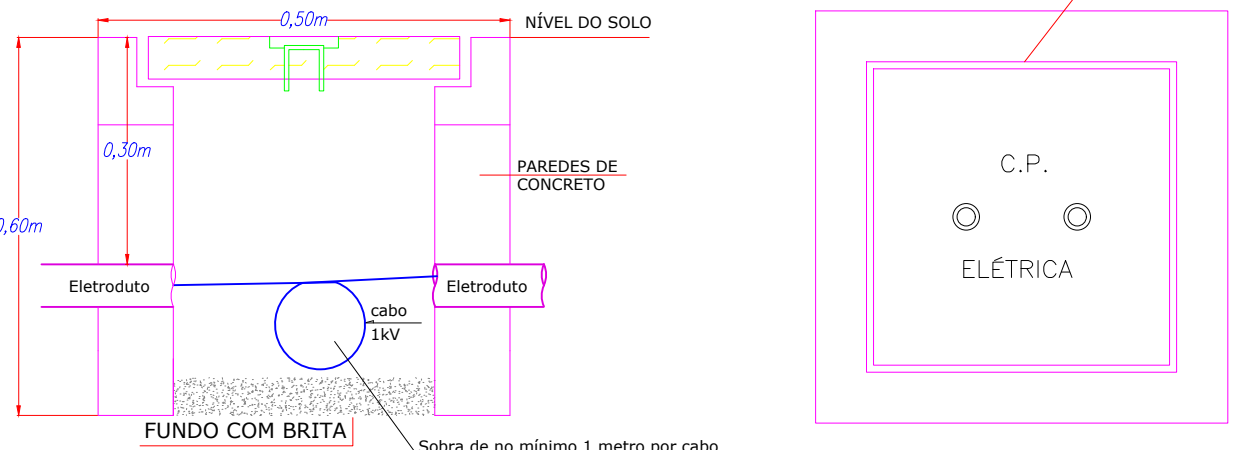 0,50m
NÍVEL DO SOLO
0,30m
PAREDES DE
CONCRETO
0,60m
Eletroduto
Eletroduto
cabo
1kV
FUNDO COM BRITA
Sobra de no mínimo 1 metro por cabo
C.P.
ELÉTRICA